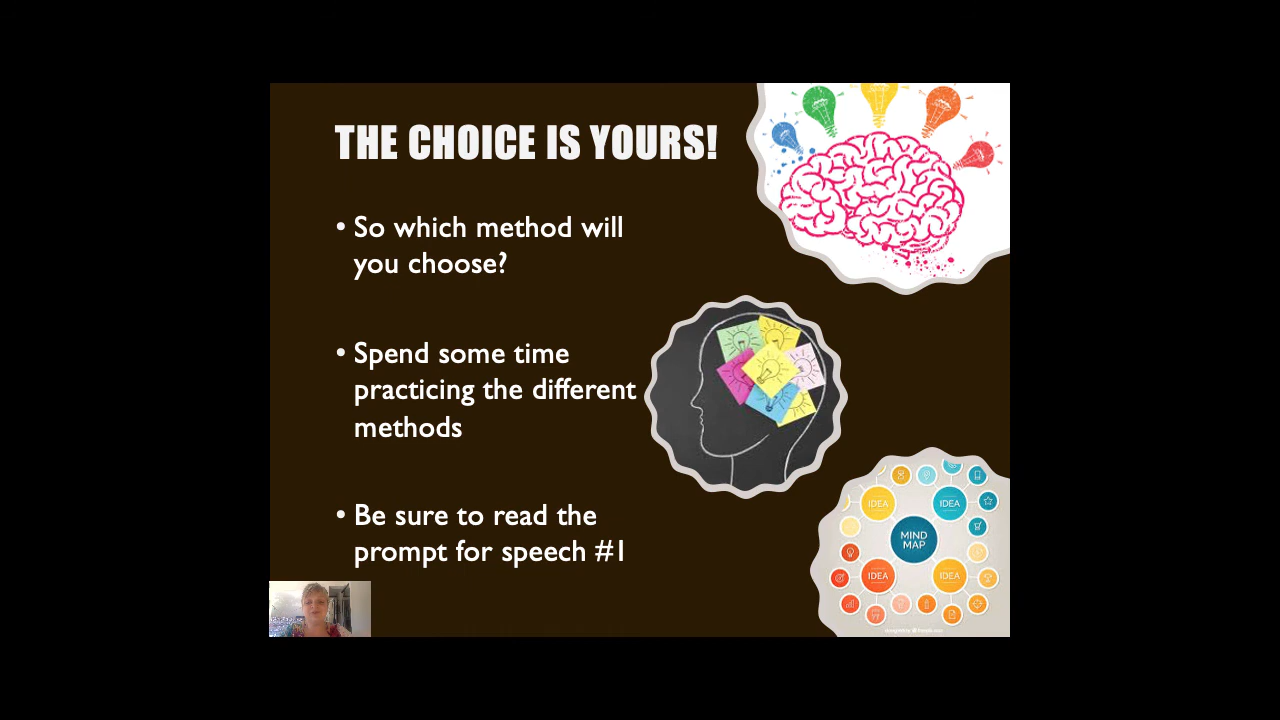 THE CHOICE IS YOURS!
• So which method will
you choose?
• Spend some time
practicing the different
methods
• Be sure to read the
prompt for speech #1
IDEA
IDEA
MIND
MAP
IDEA
IDEA